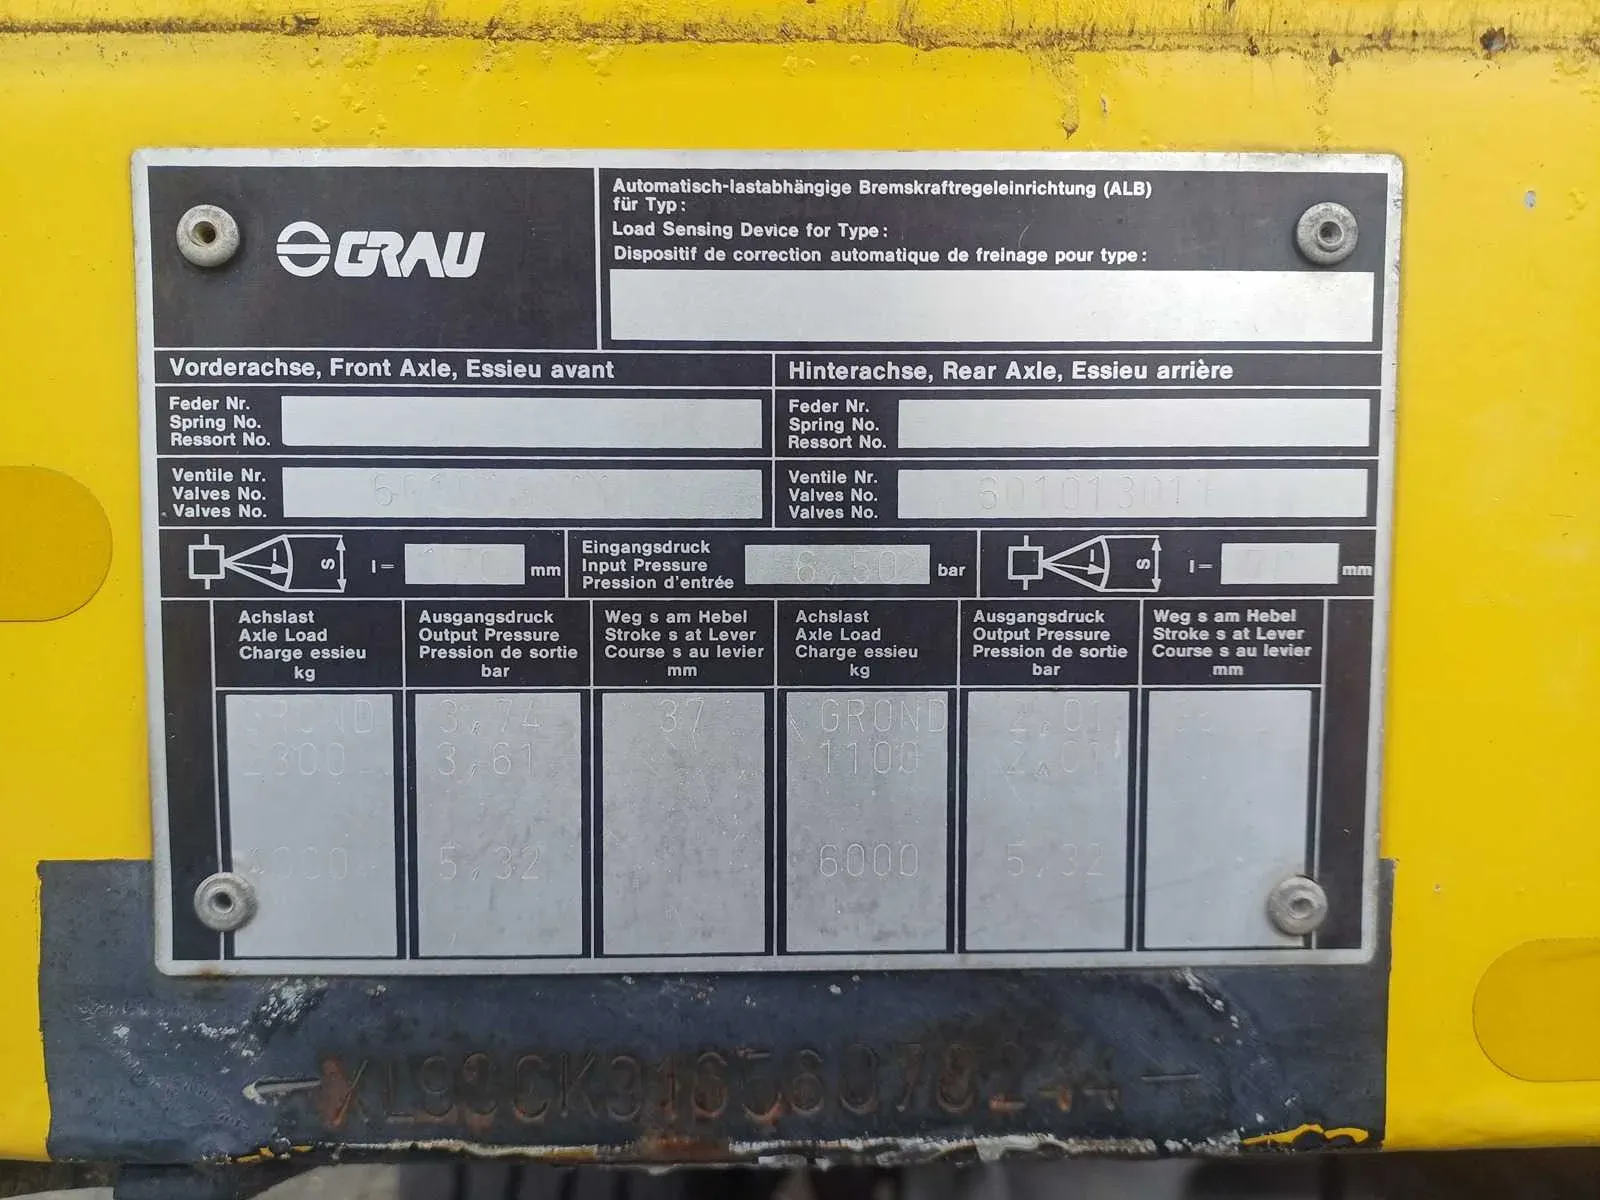 GRAU
Automatisch-lastabhängige Bremskraftregeleinrichtung (ALB)
für Typ:
Load Sensing Device for Type:
Dispositif de correction automatique de freinage pour type:
Vorderachse, Front Axle, Essieu avant
Hinterachse, Rear Axle, Essieu arrière
Feder Nr.
Spring No.
Ressort No.
Feder Nr.
Spring No.
Ressort No.
Ventile Nr.
Valves No.
Valves No.
Ventile Nr.
Valves No.
Valves No.
S
l= mm
Eingangsdruck
Input Pressure
Pression d'entrée
6,50 bar
S
l= mm
Achslast
Axle Load
Charge essieu
kg
Ausgangsdruck
Output Pressure
Pression de sortie
bar
Weg s am Hebel
Stroke s at Lever
Course s au levier
mm
Achslast
Axle Load
Charge essieu
kg
Ausgangsdruck
Output Pressure
Pression de sortie
bar
Weg s am Hebel
Stroke s at Lever
Course s au levier
mm
3,74 37 GROND 2,01
3,61 1100 2,01
5,32 6000 5,32